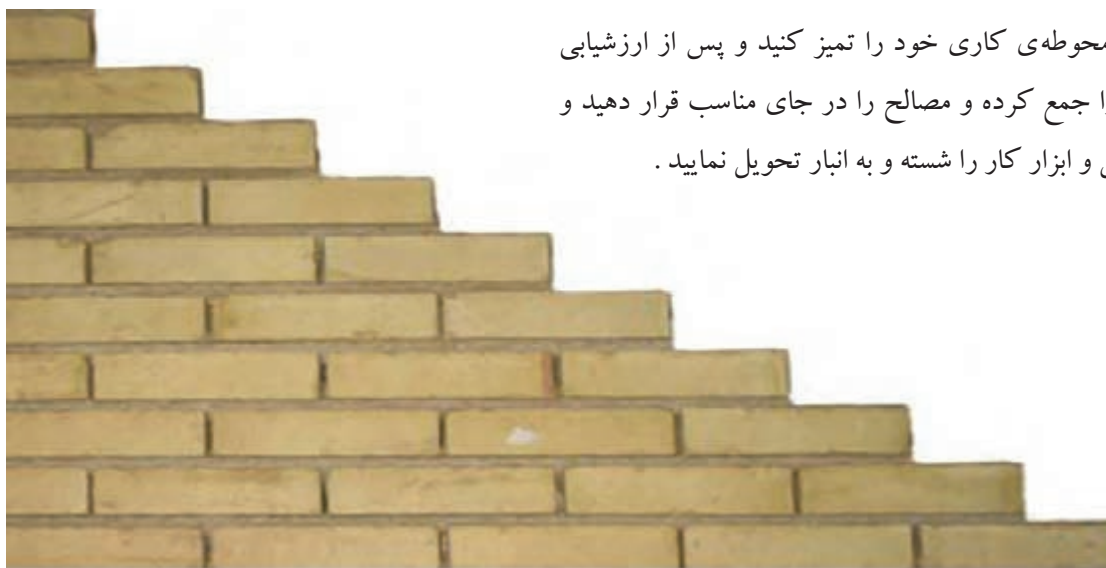 محوطه‌ی کاری خود را تمیز کنید و پس از ارزشیابی
جمع کرده و مصالح را در جای مناسب قرار دهید و
و ابزار کار را شسته و به انبار تحویل نمایید .